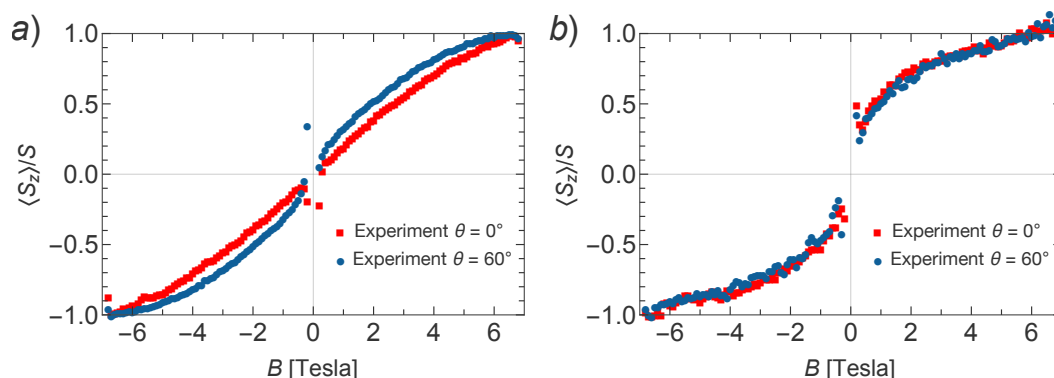 a)
1.0
0.5
0.0
−0.5
−1.0
⟨S_z⟩/S
Experiment θ = 0°
Experiment θ = 60°
−6 −4 −2 0 2 4 6
B [Tesla]
b)
1.0
0.5
0.0
−0.5
−1.0
⟨S_z⟩/S
Experiment θ = 0°
Experiment θ = 60°
−6 −4 −2 0 2 4 6
B [Tesla]